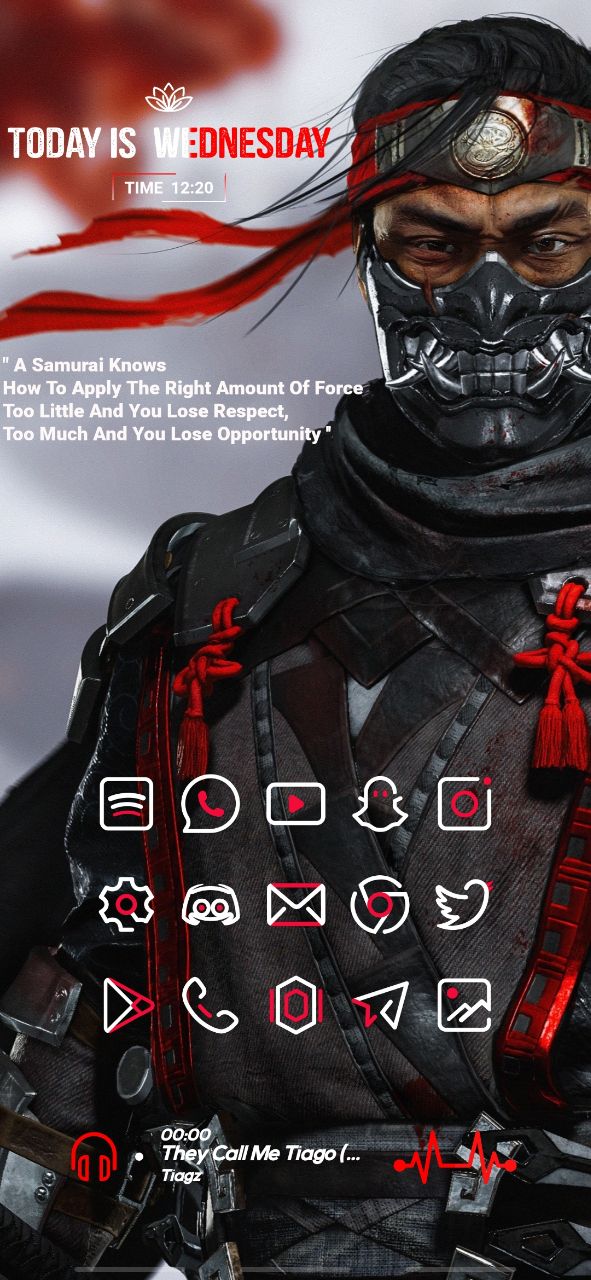 TODAY IS WEDNESDAY
TIME 12:20
" A Samurai Knows
How To Apply The Right Amount Of Force
Too Little And You Lose Respect,
Too Much And You Lose Opportunity "
00:00
They Call Me Tiago (...
Tiagz